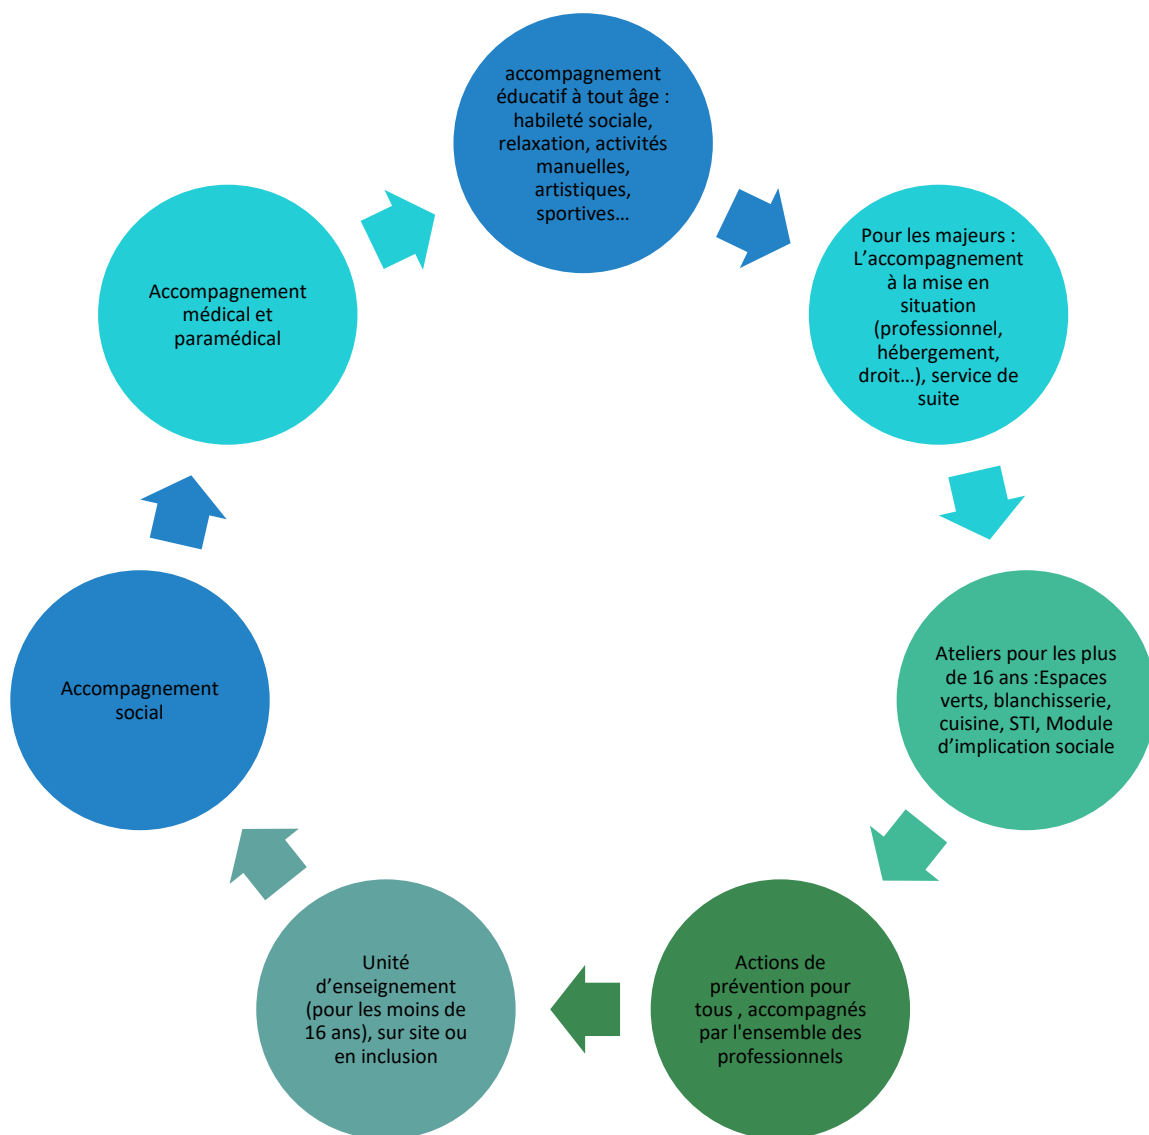 accompagnement
éducatif à tout âge :
habileté sociale,
relaxation, activités
manuelles,
artistiques,
sportives…
Pour les majeurs :
L’accompagnement
à la mise en
situation
(professionnel,
hébergement,
droit…), service de
suite
Ateliers pour les plus
de 16 ans :Espaces
verts, blanchisserie,
cuisine, STI, Module
d’implication sociale
Actions de
prévention pour
tous , accompagnés
par l'ensemble des
professionnels
Unité
d’enseignement
(pour les moins de
16 ans), sur site ou
en inclusion
Accompagnement
social
Accompagnement
médical et
paramédical